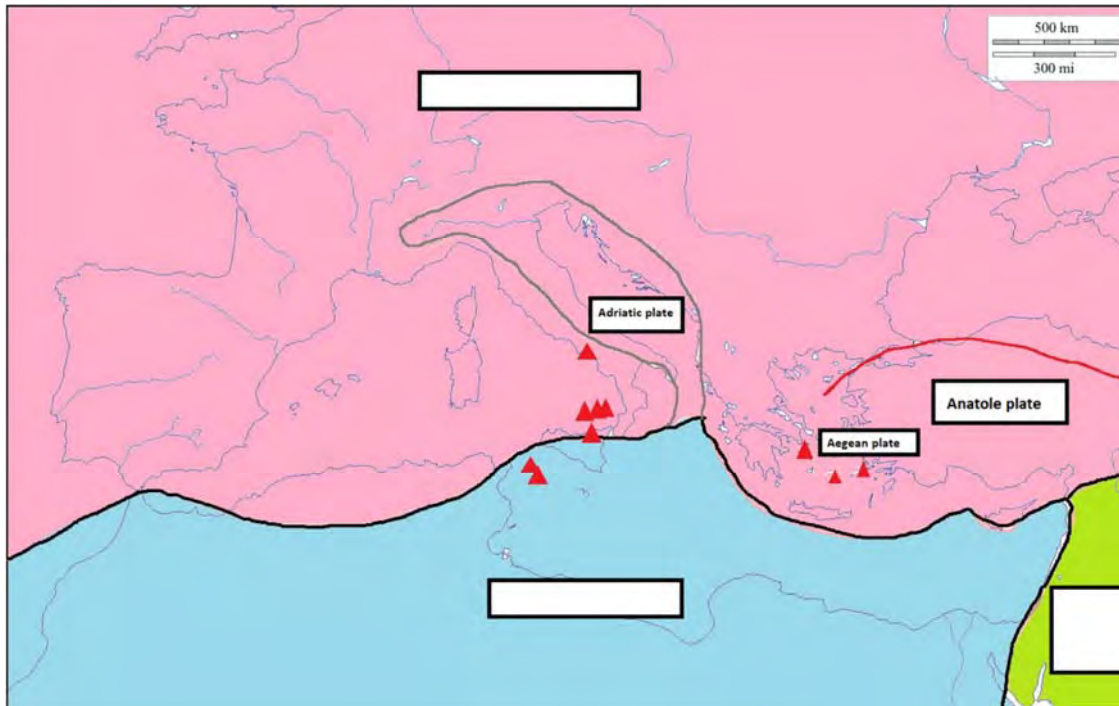 500 km
300 mi
Adriatic plate
Anatole plate
Aegean plate